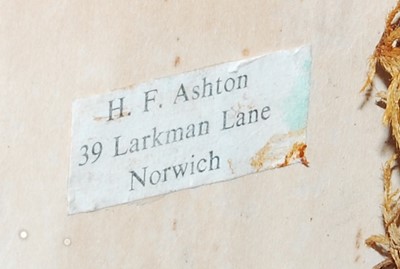 H. F. Ashton
39 Larkman Lane
Norwich